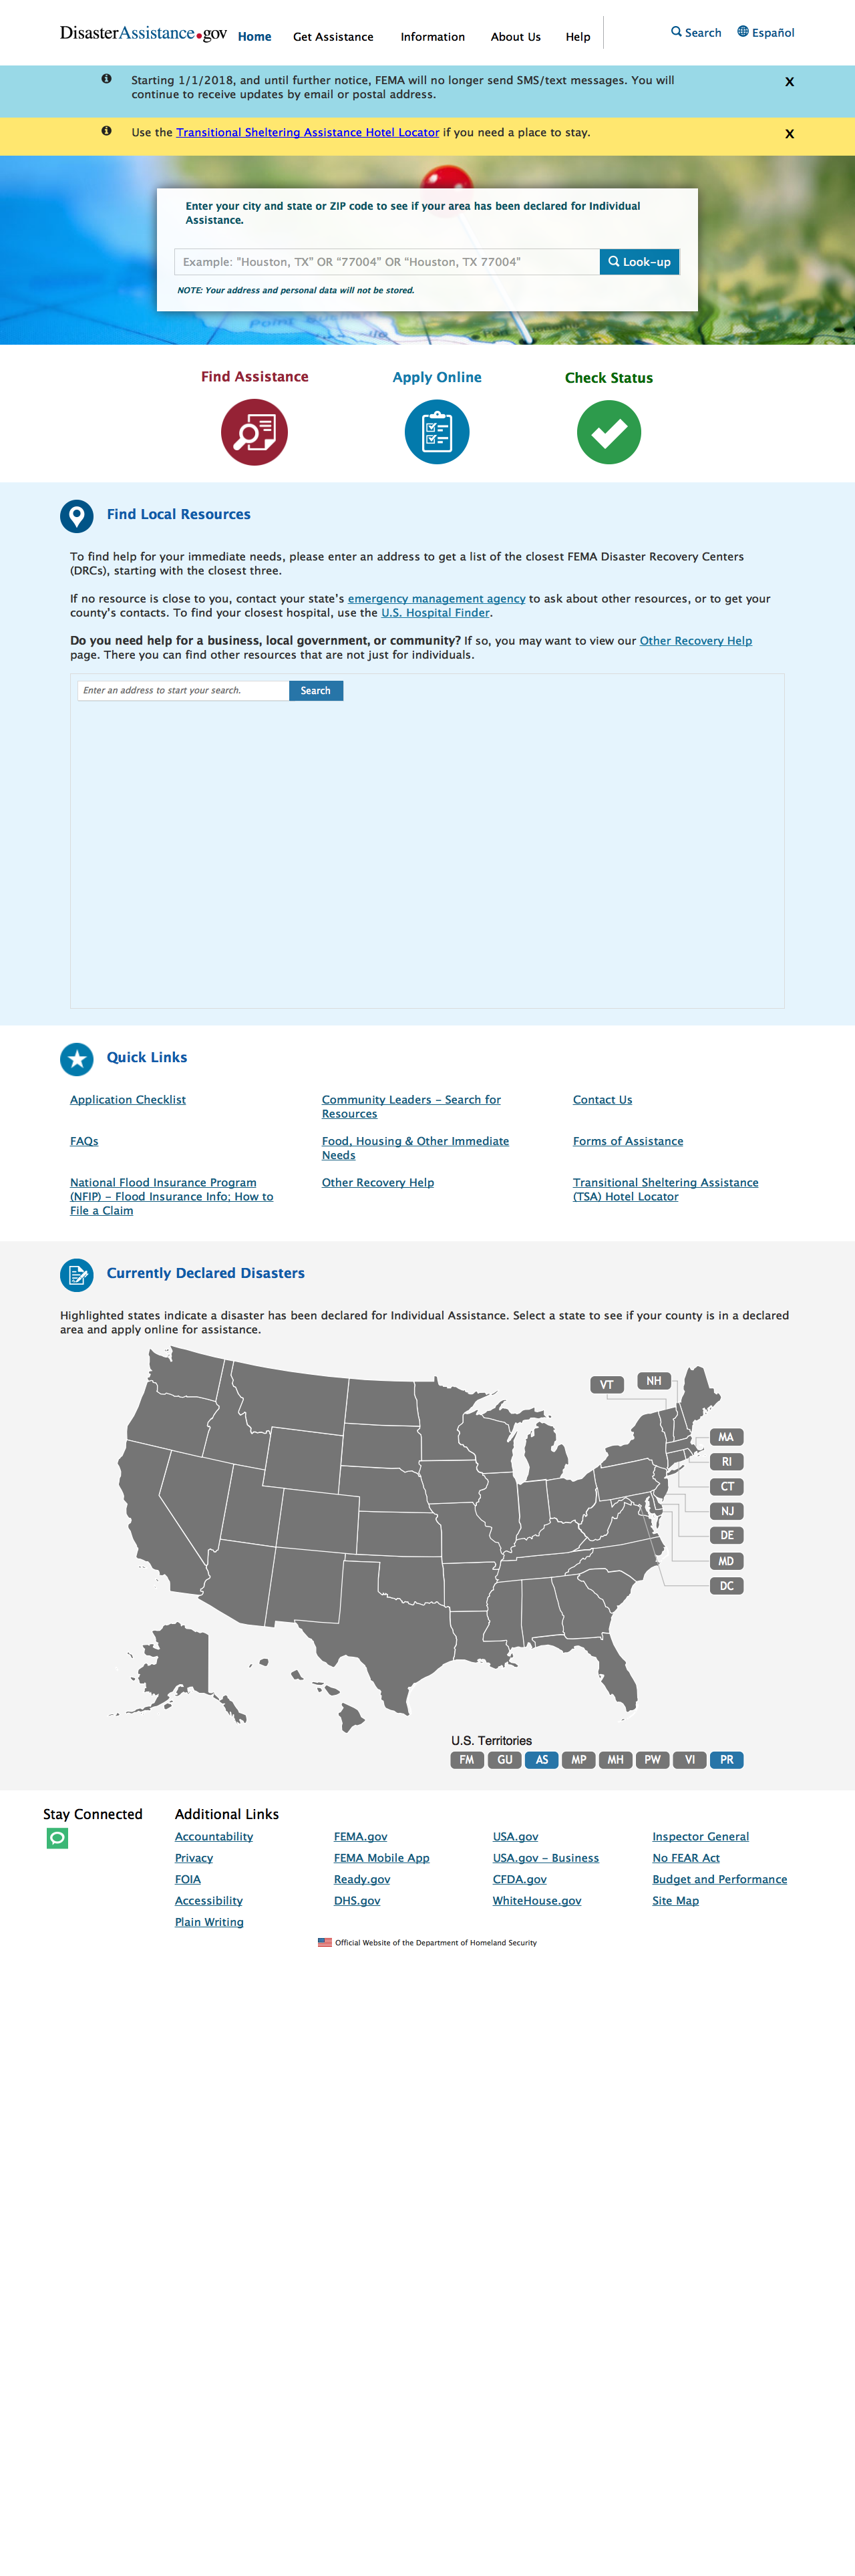 DisasterAssistance.gov
Home
Get Assistance
Information
About Us
Help
Search
Español
Starting 1/1/2018, and until further notice, FEMA will no longer send SMS/text messages. You will
continue to receive updates by email or postal address.
X
Use the Transitional Sheltering Assistance Hotel Locator if you need a place to stay.
X
Enter your city and state or ZIP code to see if your area has been declared for Individual
Assistance.
Example: "Houston, TX" OR "77004" OR "Houston, TX 77004"
Look-up
NOTE: Your address and personal data will not be stored.
Find Assistance
Apply Online
Check Status
Find Local Resources
To find help for your immediate needs, please enter an address to get a list of the closest FEMA Disaster Recovery Centers
(DRCs), starting with the closest three.
If no resource is close to you, contact your state's emergency management agency to ask about other resources, or to get your
county's contacts. To find your closest hospital, use the U.S. Hospital Finder.
Do you need help for a business, local government, or community? If so, you may want to view our Other Recovery Help
page. There you can find other resources that are not just for individuals.
Enter an address to start your search.
Search
Quick Links
Application Checklist
Community Leaders - Search for
Resources
Contact Us
FAQs
Food, Housing & Other Immediate
Needs
Forms of Assistance
National Flood Insurance Program
(NFIP) - Flood Insurance Info; How to
File a Claim
Other Recovery Help
Transitional Sheltering Assistance
(TSA) Hotel Locator
Currently Declared Disasters
Highlighted states indicate a disaster has been declared for Individual Assistance. Select a state to see if your county is in a declared
area and apply online for assistance.
VT
NH
MA
RI
CT
NJ
DE
MD
DC
U.S. Territories
FM
GU
AS
MP
MH
PW
VI
PR
Stay Connected
Additional Links
Accountability
FEMA.gov
USA.gov
Inspector General
Privacy
FEMA Mobile App
USA.gov - Business
No FEAR Act
FOIA
Ready.gov
CFDA.gov
Budget and Performance
Accessibility
DHS.gov
WhiteHouse.gov
Site Map
Plain Writing
Official Website of the Department of Homeland Security